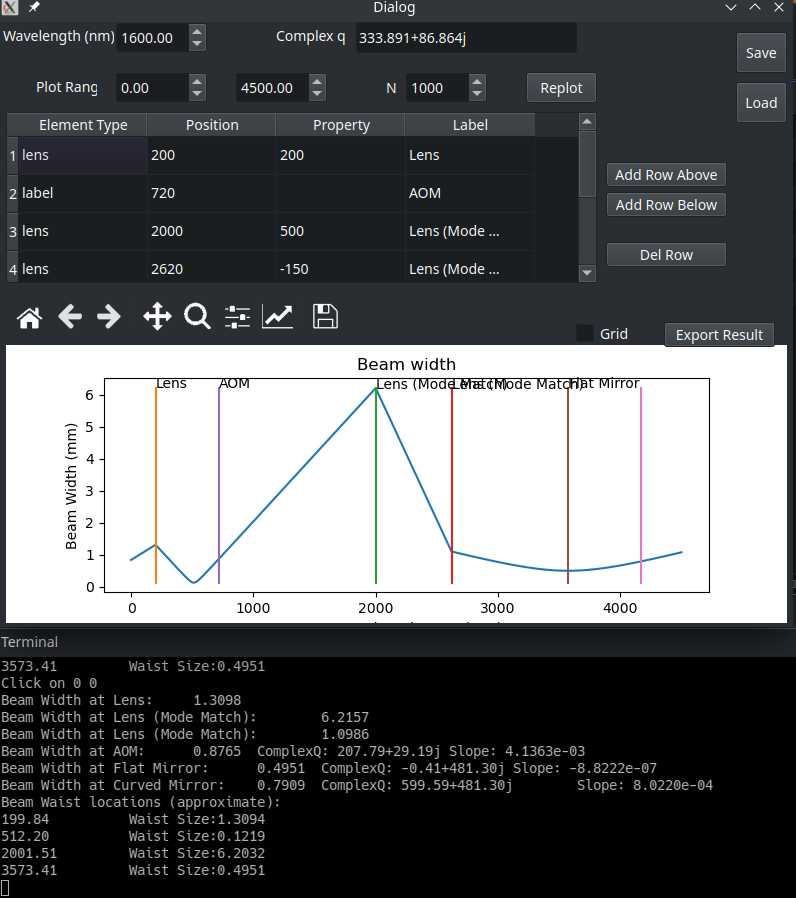 Dialog
Wavelength (nm) 1600.00 Complex q 333.891+86.864j
Save
Plot Rang 0.00 4500.00 N 1000 Replot
Load
Element Type Position Property Label
1 lens 200 200 Lens
2 label 720 AOM
3 lens 2000 500 Lens (Mode ...
4 lens 2620 -150 Lens (Mode ...
Add Row Above
Add Row Below
Del Row
Grid Export Result
Beam width
Lens AOM Lens (Mode Match) Lens (Mode Match) Flat Mirror
Beam Width (mm)
6
5
4
3
2
1
0
0 1000 2000 3000 4000
Terminal
3573.41 Waist Size:0.4951
Click on 0 0
Beam Width at Lens: 1.3098
Beam Width at Lens (Mode Match): 6.2157
Beam Width at Lens (Mode Match): 1.0986
Beam Width at AOM: 0.8765 ComplexQ: 207.79+29.19j Slope: 4.1363e-03
Beam Width at Flat Mirror: 0.4951 ComplexQ: -0.41+481.30j Slope: -8.8222e-07
Beam Width at Curved Mirror: 0.7909 ComplexQ: 599.59+481.30j Slope: 8.0220e-04
Beam Waist locations (approximate):
199.84 Waist Size:1.3094
512.20 Waist Size:0.1219
2001.51 Waist Size:6.2032
3573.41 Waist Size:0.4951